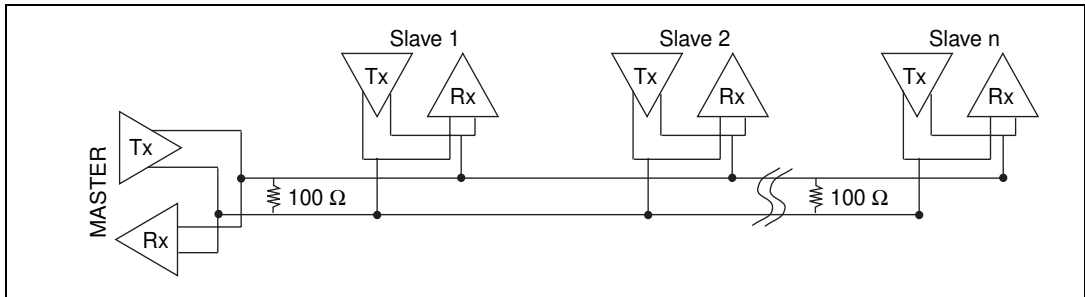 Slave 1
Slave 2
Slave n
Tx
Rx
Tx
Rx
Tx
Rx
MASTER
Tx
Rx
100 Ω
100 Ω